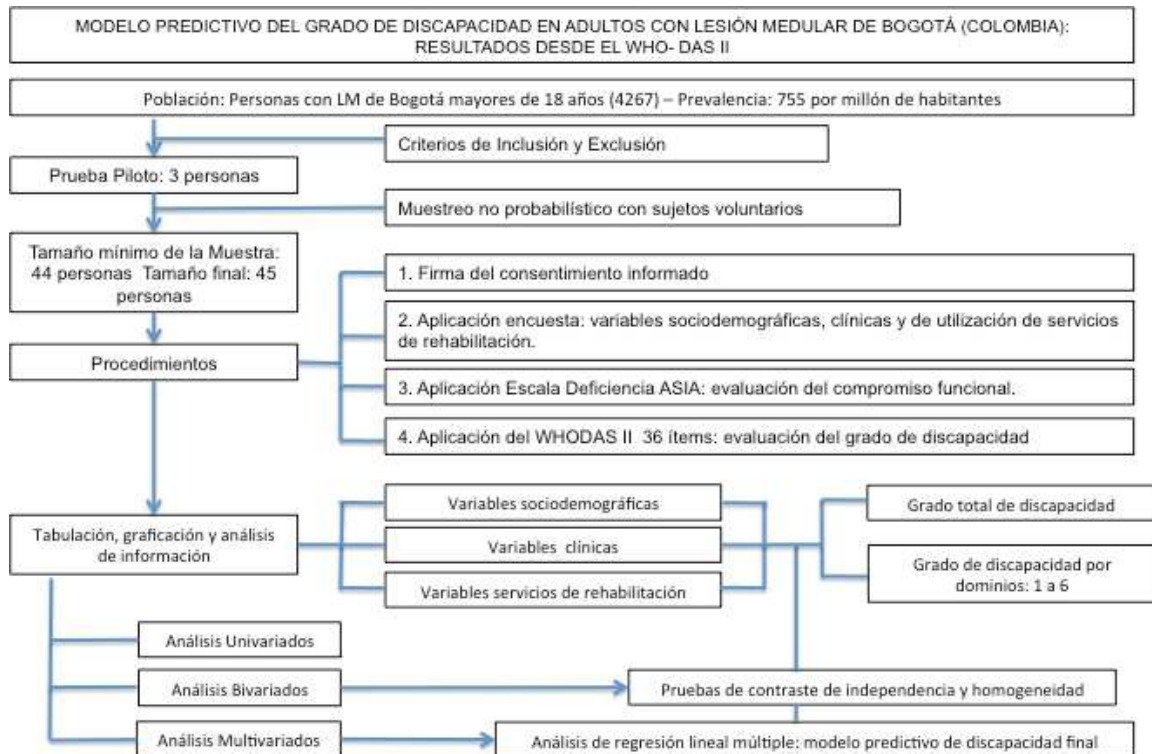 MODELO PREDICTIVO DEL GRADO DE DISCAPACIDAD EN ADULTOS CON LESIÓN MEDULAR DE BOGOTÁ (COLOMBIA):
RESULTADOS DESDE EL WHO- DAS II
Población: Personas con LM de Bogotá mayores de 18 años (4267) – Prevalencia: 755 por millón de habitantes
Criterios de Inclusión y Exclusión
Prueba Piloto: 3 personas
Muestreo no probabilístico con sujetos voluntarios
Tamaño mínimo de la Muestra:
44 personas Tamaño final: 45
personas
1. Firma del consentimiento informado
2. Aplicación encuesta: variables sociodemográficas, clínicas y de utilización de servicios
de rehabilitación.
Procedimientos
3. Aplicación Escala Deficiencia ASIA: evaluación del compromiso funcional.
4. Aplicación del WHODAS II 36 ítems: evaluación del grado de discapacidad
Tabulación, graficación y análisis
de información
Variables sociodemográficas
Variables clínicas
Variables servicios de rehabilitación
Grado total de discapacidad
Grado de discapacidad por
dominios: 1 a 6
Análisis Univariados
Análisis Bivariados
Pruebas de contraste de independencia y homogeneidad
Análisis Multivariados
Análisis de regresión lineal múltiple: modelo predictivo de discapacidad final